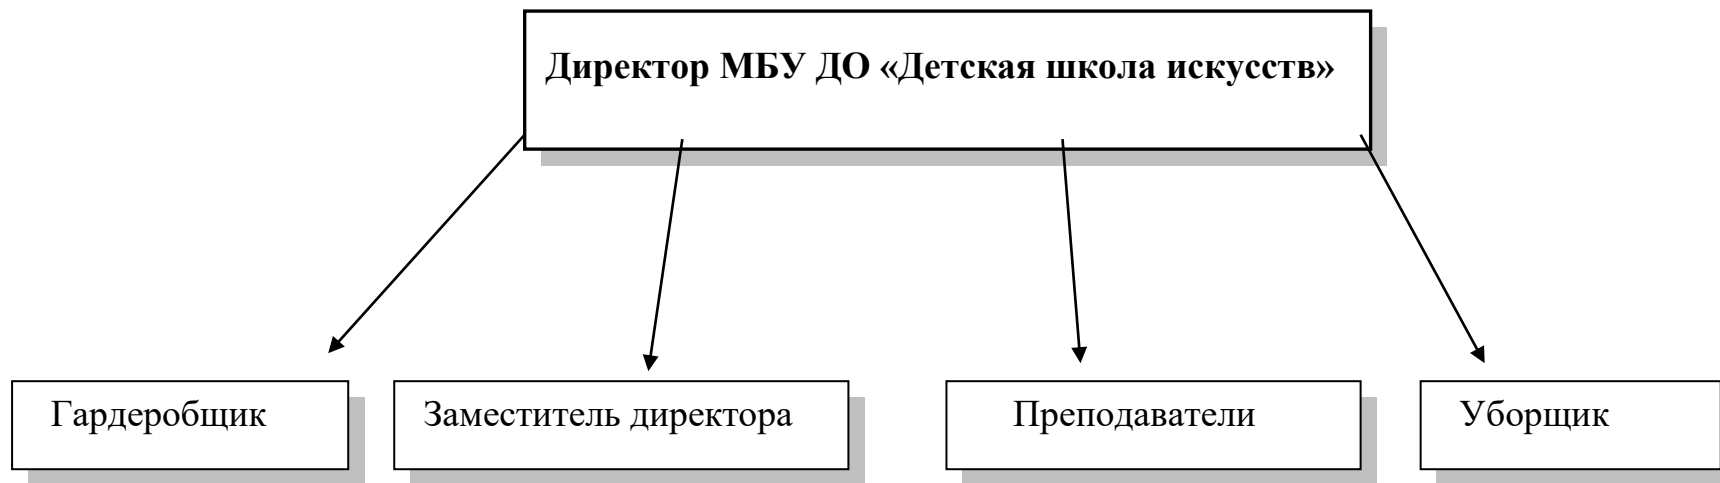 Директор МБУ ДО «Детская школа искусств»
Гардеробщик
Заместитель директора
Преподаватели
Уборщик